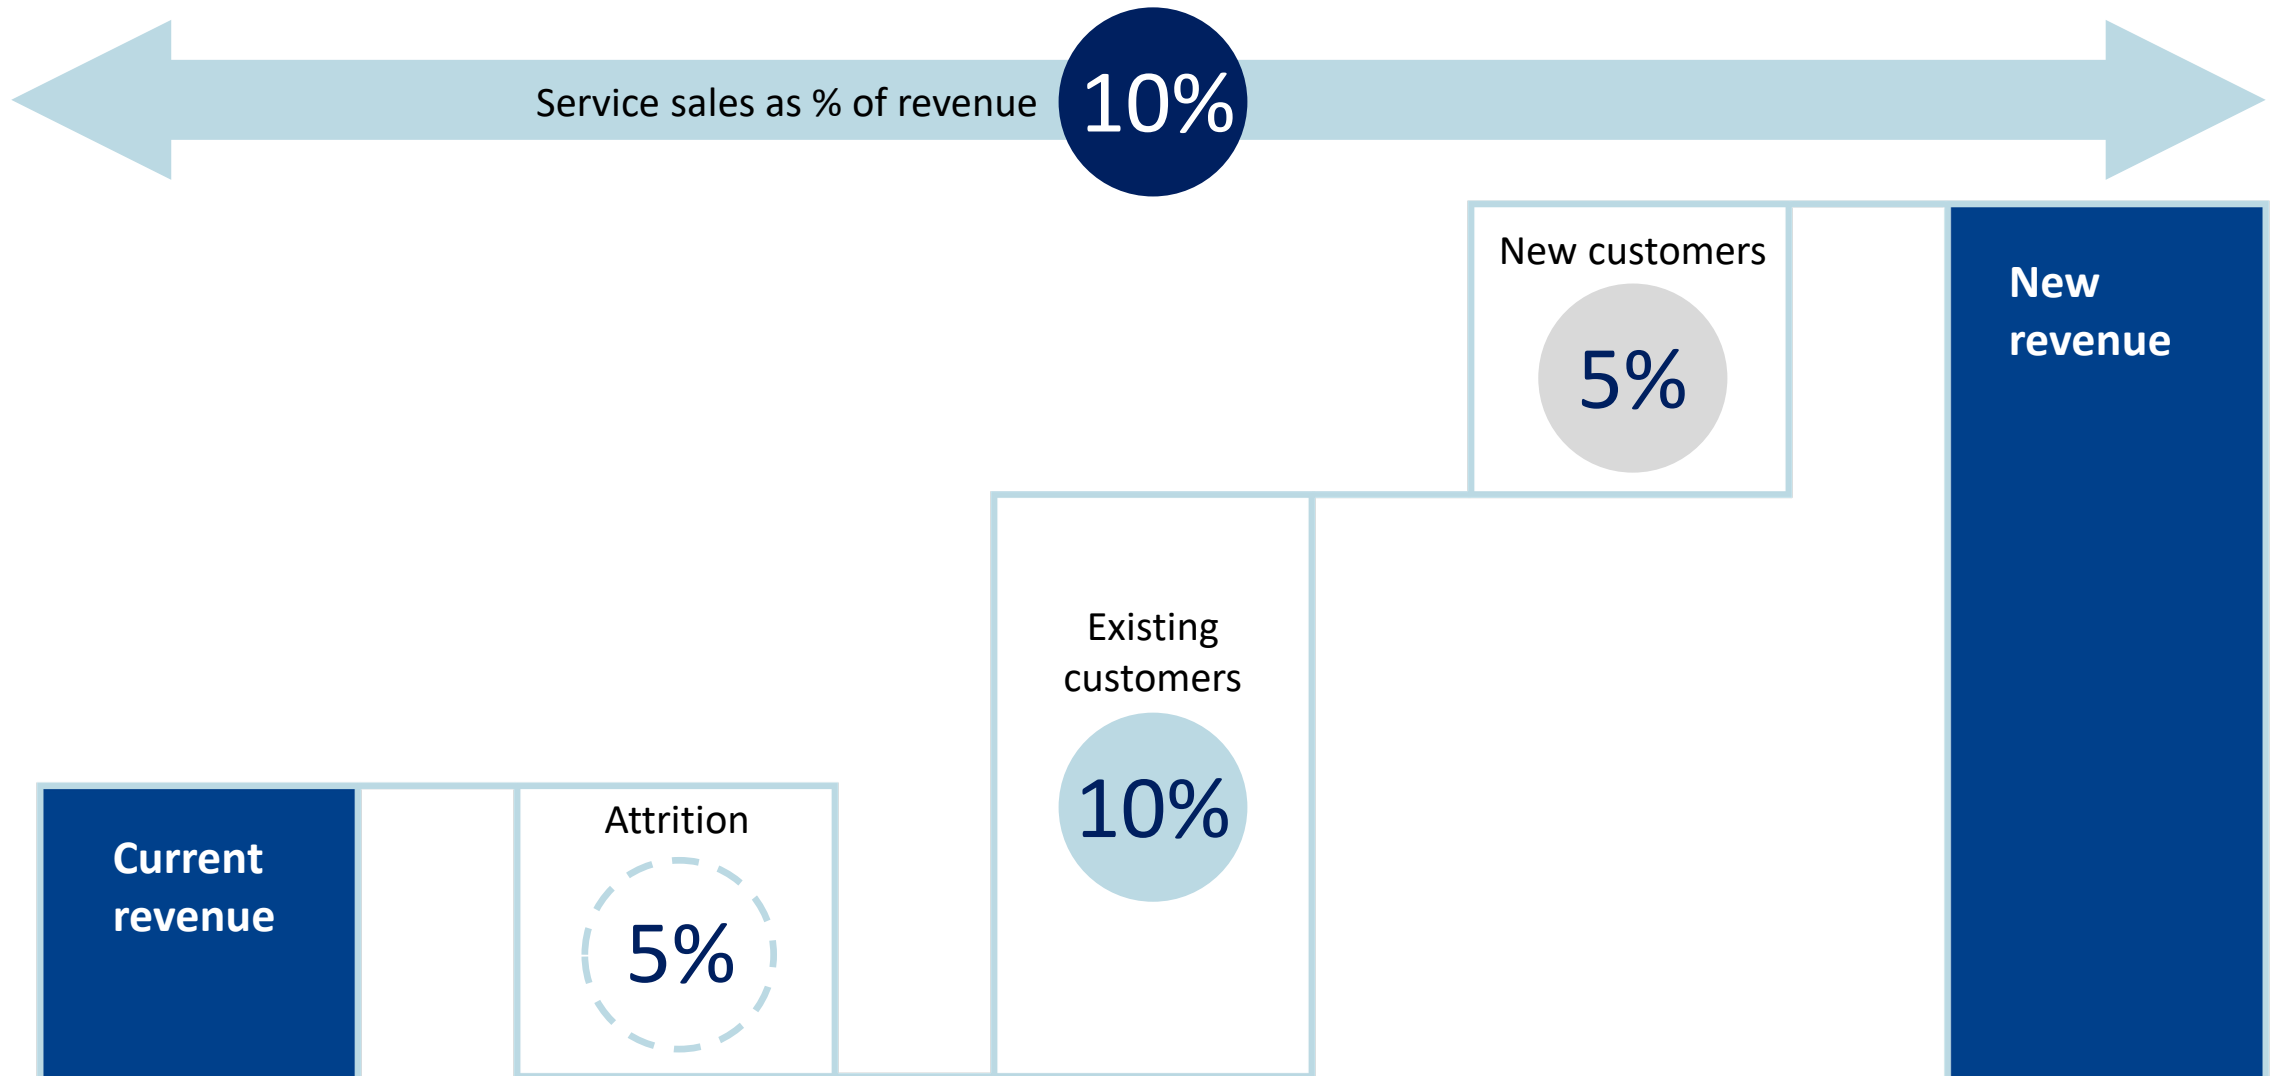 Service sales as % of revenue 10%
New customers
5%
New
revenue
Existing
customers
10%
Attrition
5%
Current
revenue